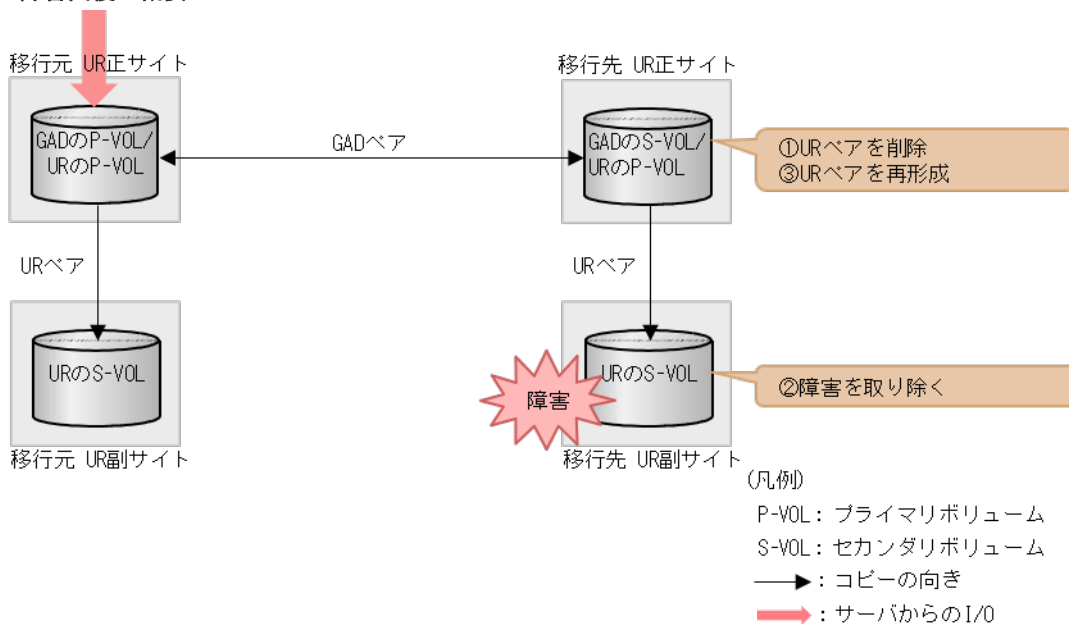 移行元 UR正サイト
移行先 UR正サイト
GADのP-VOL/
URのP-VOL
GADペア
GADのS-VOL/
URのP-VOL
①URペアを削除
③URペアを再形成
URペア
URペア
URのS-VOL
障害
URのS-VOL
②障害を取り除く
移行元 UR副サイト
移行先 UR副サイト
(凡例)
P-VOL：プライマリボリューム
S-VOL：セカンダリボリューム
：コピーの向き
：サーバからのI/O